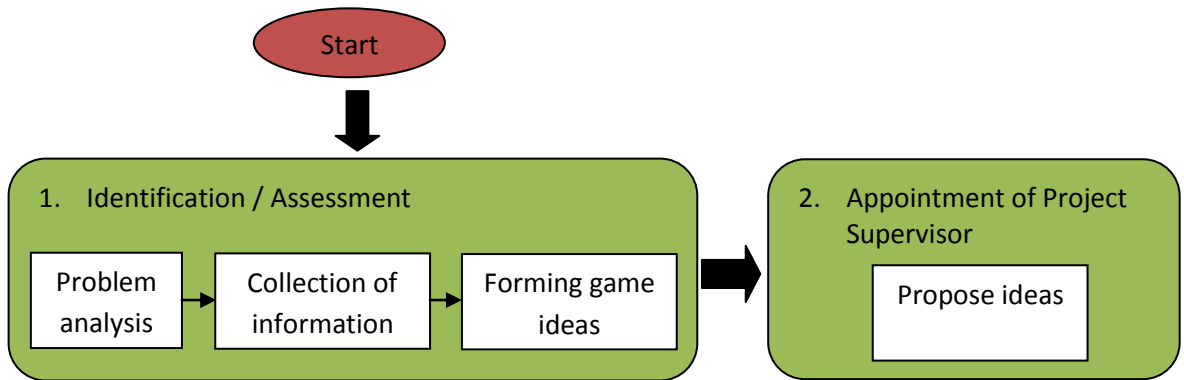 Start
1. Identification / Assessment
Problem
analysis
Collection of
information
Forming game
ideas
2. Appointment of Project
Supervisor
Propose ideas